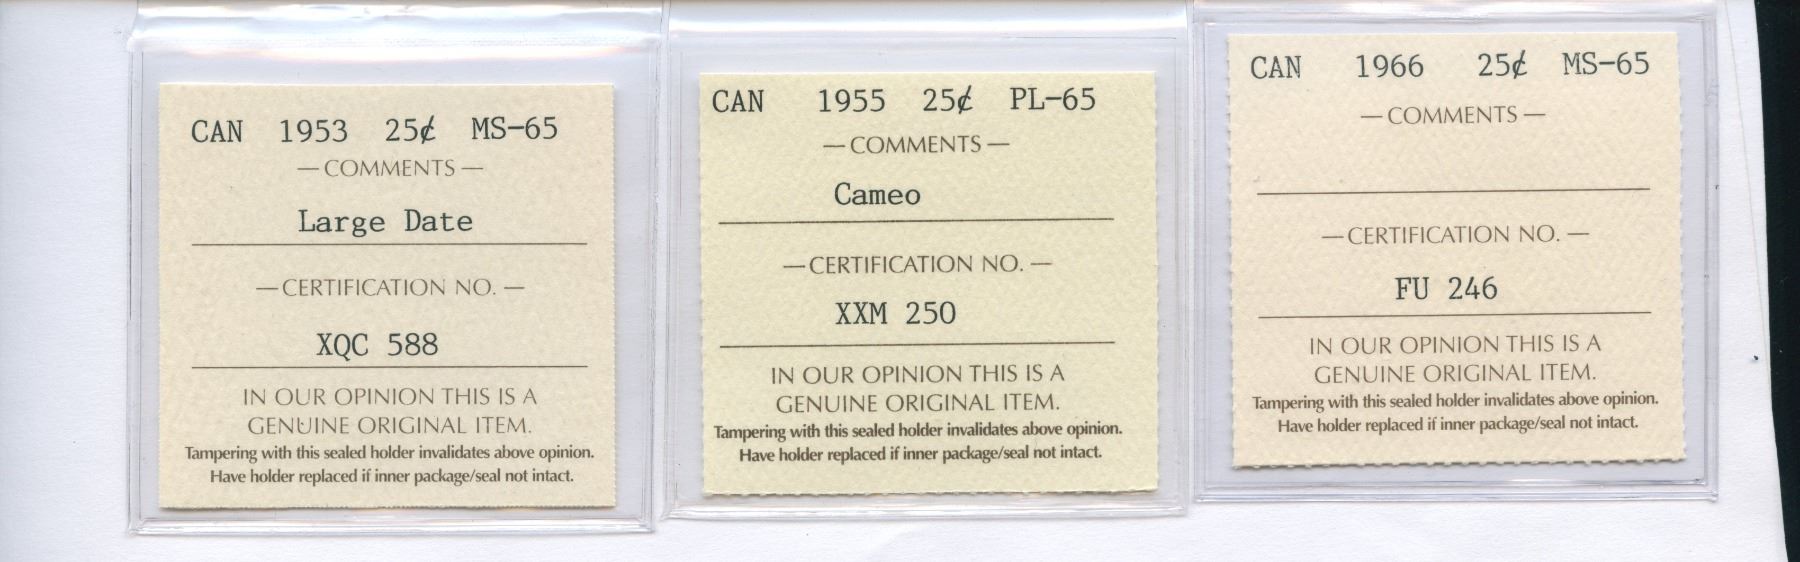 CAN 1953 25¢ MS-65
— COMMENTS —
Large Date
— CERTIFICATION NO. —
XQC 588
IN OUR OPINION THIS IS A
GENUINE ORIGINAL ITEM.
Tampering with this sealed holder invalidates above opinion.
Have holder replaced if inner package/seal not intact.
CAN 1955 25¢ PL-65
— COMMENTS —
Cameo
— CERTIFICATION NO. —
XXM 250
IN OUR OPINION THIS IS A
GENUINE ORIGINAL ITEM.
Tampering with this sealed holder invalidates above opinion.
Have holder replaced if inner package/seal not intact.
CAN 1966 25¢ MS-65
— COMMENTS —
— CERTIFICATION NO. —
FU 246
IN OUR OPINION THIS IS A
GENUINE ORIGINAL ITEM.
Tampering with this sealed holder invalidates above opinion.
Have holder replaced if inner package/seal not intact.